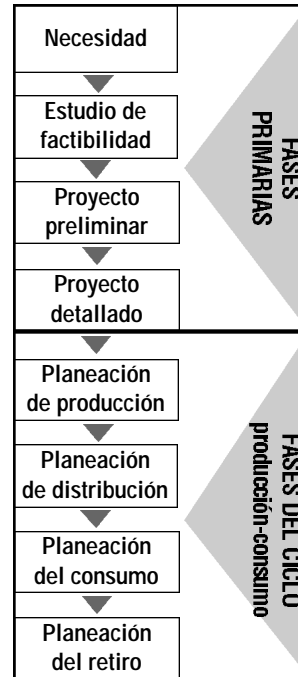 Necesidad
Estudio de
factibilidad
Proyecto
preliminar
Proyecto
detallado
FASES
PRIMARIAS
Planeación
de producción
Planeación
de distribución
Planeación
del consumo
Planeación
del retiro
FASES DEL CICLO
producción-consumo